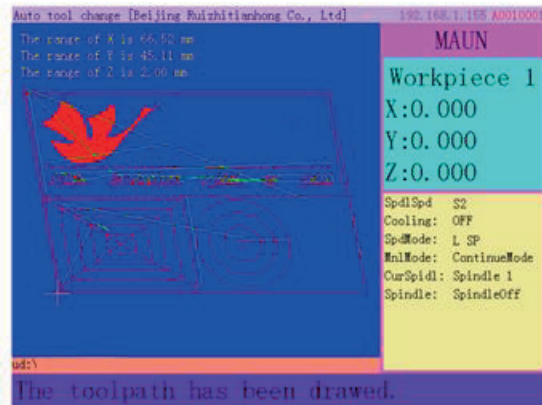 Auto tool change [Beijing Ruizhitianhong Co., Ltd] 192.168.1.155 A0010001
The range of X is 66.52 mm
The range of Y is 45.11 mm
The range of Z is 2.00 mm
MAUN
Workpiece 1
X:0.000
Y:0.000
Z:0.000
SpdlSpd S2
Cooling: OFF
SpdMode: L SP
MnlMode: ContinueMode
CurSpidl: Spindle 1
Spindle: SpindleOff
ud:\
The toolpath has been drawed.